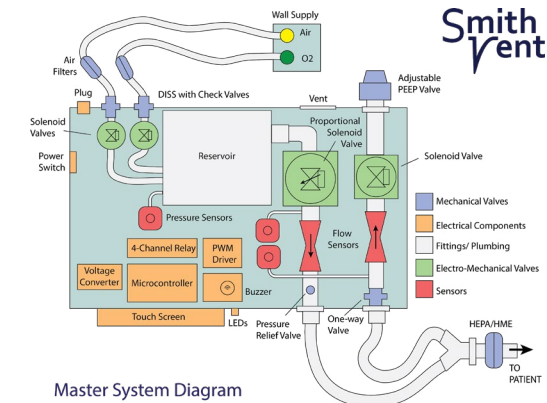 Smith
Vent
Wall Supply
Air
O2
Air
Filters
Plug
DISS with Check Valves
Vent
Adjustable
PEEP Valve
Solenoid
Valves
Proportional
Solenoid
Valve
Power
Switch
Reservoir
Solenoid Valve
Pressure Sensors
Flow
Sensors
4-Channel Relay
PWM
Driver
Voltage
Converter
Microcontroller
Buzzer
Touch Screen
LEDs
Pressure
Relief Valve
One-way
Valve
Mechanical Valves
Electrical Components
Fittings/ Plumbing
Electro-Mechanical Valves
Sensors
HEPA/HME
TO
PATIENT
Master System Diagram